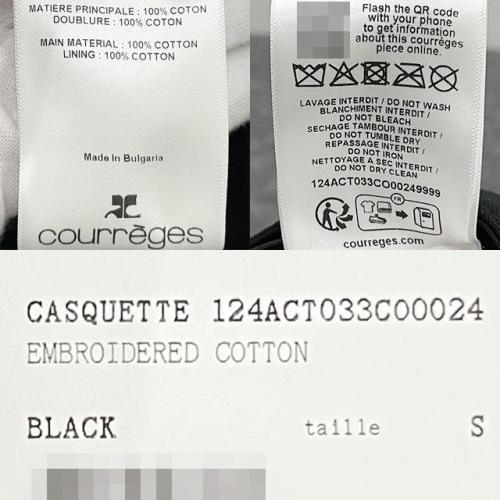 MATIERE PRINCIPALE : 100% COTON
DOUBLURE : 100% COTON
MAIN MATERIAL : 100% COTTON
LINING : 100% COTTON
Made In Bulgaria
courrèges
Flash the QR code
with your phone
to get information
about this courrèges
piece online.
LAVAGE INTERDIT / DO NOT WASH
BLANCHIMENT INTERDIT /
DO NOT BLEACH
SECHAGE TAMBOUR INTERDIT /
DO NOT TUMBLE DRY
REPASSAGE INTERDIT /
DO NOT IRON
NETTOYAGE A SEC INTERDIT /
DO NOT DRY CLEAN
124ACT033CO00249999
FR
courreges.com
CASQUETTE 124ACT033CO0024
EMBROIDERED COTTON
BLACK taille S